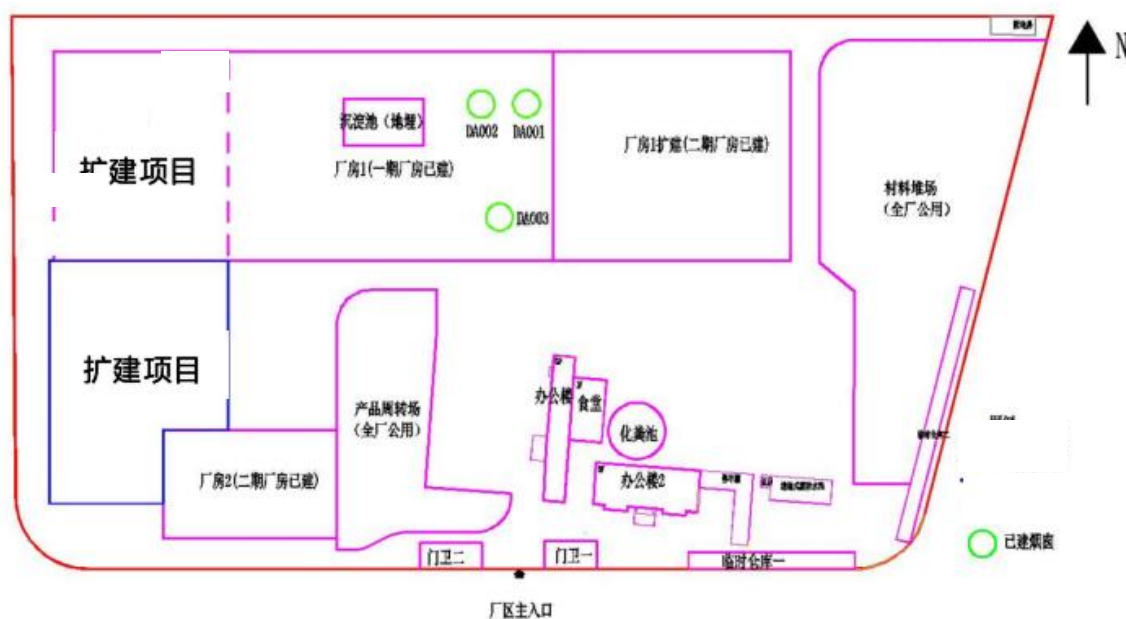 N
沉淀池（地埋）
DA002
DA001
厂房1(一期厂房已建)
厂房1扩建(二期厂房已建)
扩建项目
材料堆场
（全厂公用）
DA003
扩建项目
办公楼
食堂
产品周转场
（全厂公用）
化粪池
厂房2(二期厂房已建)
办公楼2
已建烟囱
门卫二
门卫一
临时仓库一
厂区主入口